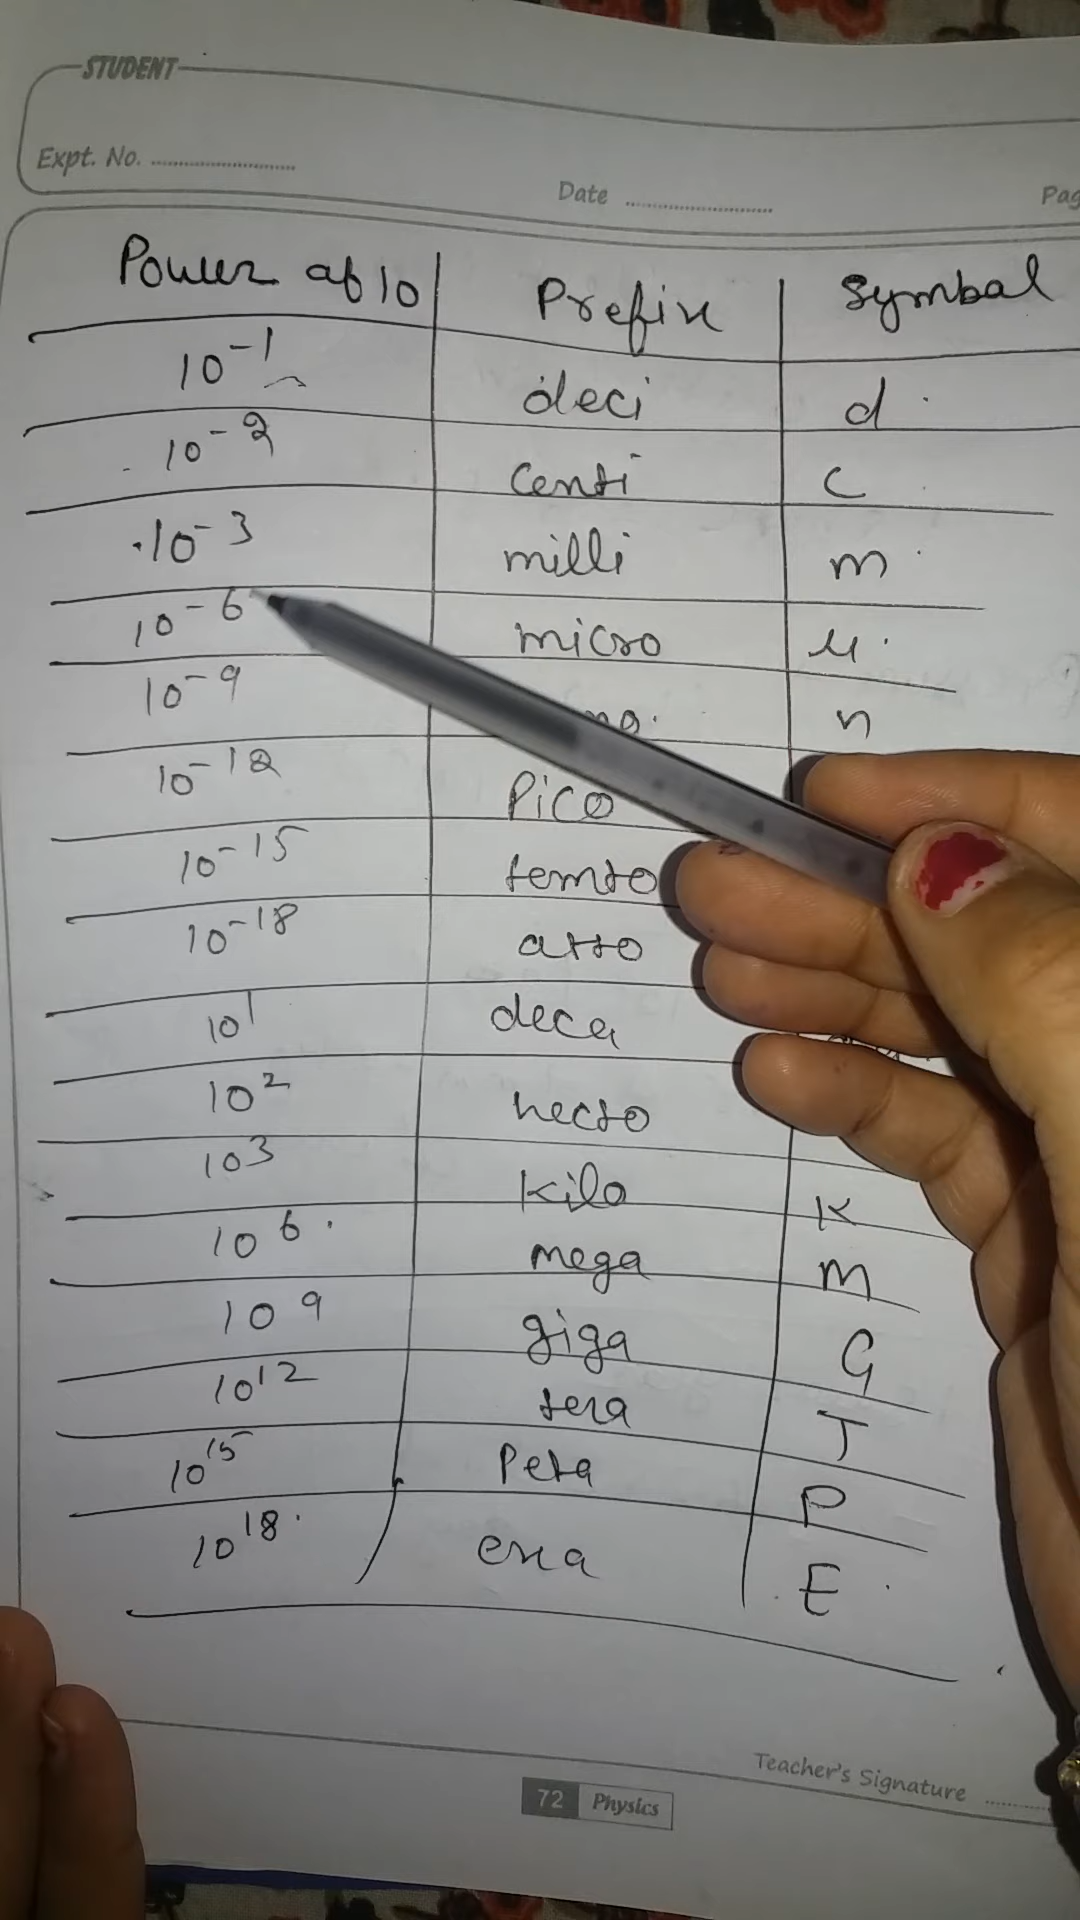 STUDENT
Expt. No.
Date
Pag
Power of 10 Prefix Symbol
10⁻¹ deci d
10⁻² centi c
10⁻³ milli m
10⁻⁶ micro μ
10⁻⁹ n
10⁻¹² Pico
10⁻¹⁵ femto
10⁻¹⁸ atto
10¹ deca
10² hecto
10³ kilo K
10⁶ mega M
10⁹ giga G
10¹² tera T
10¹⁵ Peta P
10¹⁸ exa E
Teacher's Signature
72 Physics